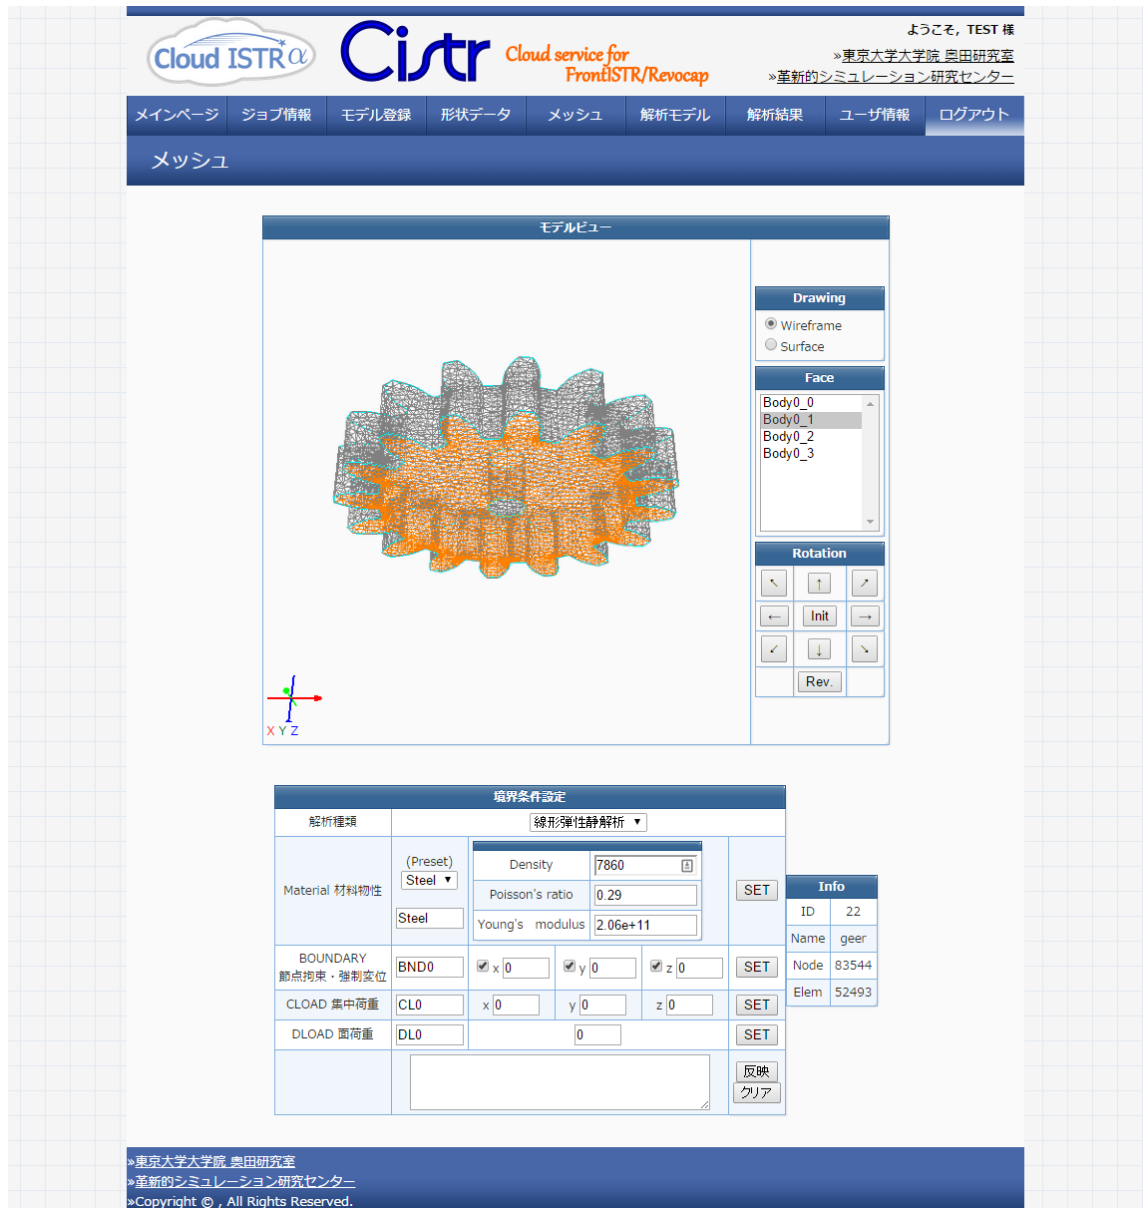 ようこそ, TEST 様
Cloud ISTR α
Cistr
Cloud service for
FrontISTR/Revocap
»東京大学大学院 奥田研究室
»革新的シミュレーション研究センター
メインページ ジョブ情報 モデル登録 形状データ メッシュ 解析モデル 解析結果 ユーザ情報 ログアウト
メッシュ
モデルビュー
Drawing
Wireframe
Surface
Face
Body0_0
Body0_1
Body0_2
Body0_3
Rotation
↖ ↑ ↗
← Init →
↙ ↓ ↘
Rev.
X Y Z
境界条件設定
解析種類 線形弾性静解析 ▼
Material 材料物性
(Preset)
Steel ▼
Steel
Density 7860
Poisson's ratio 0.29
Young's modulus 2.06e+11
SET
BOUNDARY
節点拘束・強制変位 BND0 x 0 y 0 z 0 SET
CLOAD 集中荷重 CL0 x 0 y 0 z 0 SET
DLOAD 面荷重 DL0 0 SET
反映
クリア
Info
ID 22
Name geer
Node 83544
Elem 52493
»東京大学大学院 奥田研究室
»革新的シミュレーション研究センター
»Copyright © , All Rights Reserved.